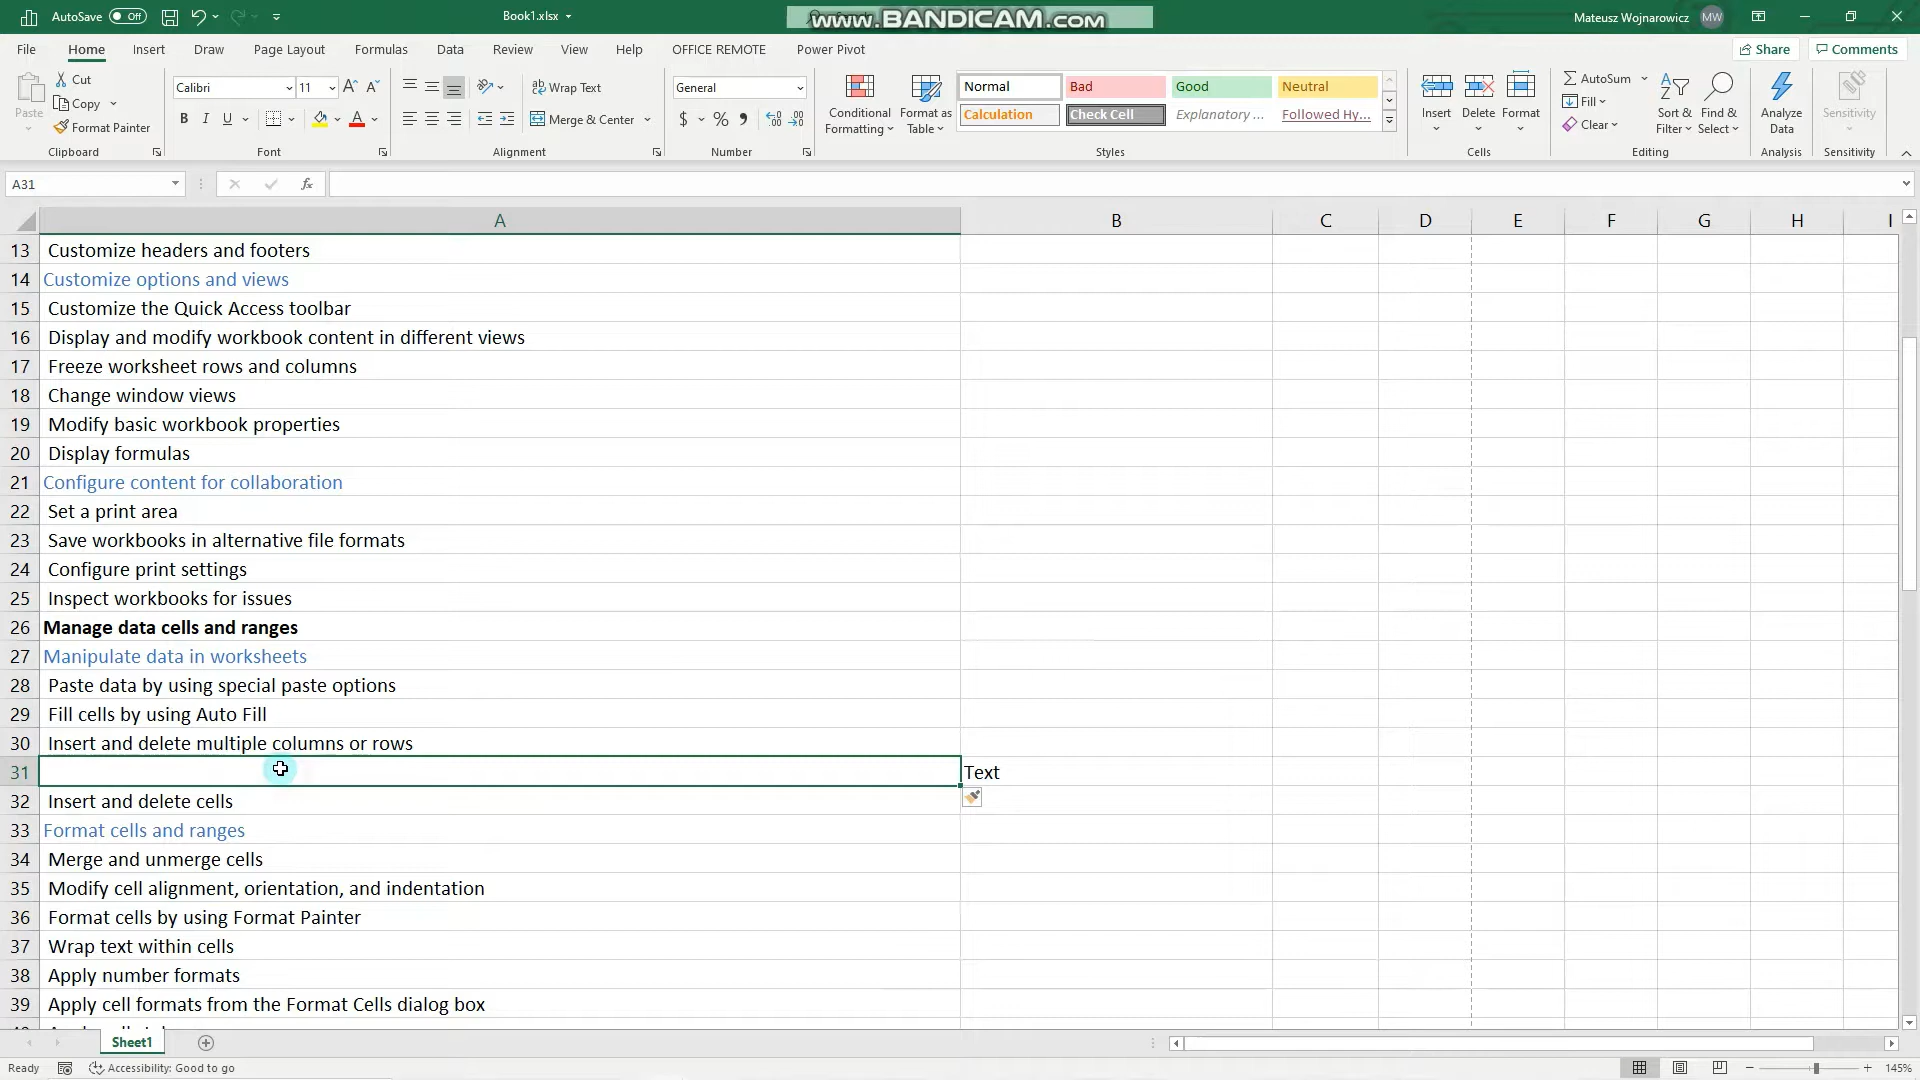 AutoSave Off Book1.xlsx www.BANDICAM.com Mateusz Wojnarowicz MW
File Home Insert Draw Page Layout Formulas Data Review View Help OFFICE REMOTE Power Pivot Share Comments
Paste
Cut
Copy
Format Painter
Clipboard
Calibri 11
B I U
Font
Wrap Text
Merge & Center
Alignment
General
$ %
Number
Conditional Formatting
Format as Table
Normal Bad Good Neutral
Calculation Check Cell Explanatory ... Followed Hy...
Styles
Insert Delete Format
Cells
AutoSum
Fill
Clear
Sort & Filter
Find & Select
Editing
Analyze Data
Analysis
Sensitivity
Sensitivity
A31 fx
A B C D E F G H I
13 Customize headers and footers
14 Customize options and views
15 Customize the Quick Access toolbar
16 Display and modify workbook content in different views
17 Freeze worksheet rows and columns
18 Change window views
19 Modify basic workbook properties
20 Display formulas
21 Configure content for collaboration
22 Set a print area
23 Save workbooks in alternative file formats
24 Configure print settings
25 Inspect workbooks for issues
26 Manage data cells and ranges
27 Manipulate data in worksheets
28 Paste data by using special paste options
29 Fill cells by using Auto Fill
30 Insert and delete multiple columns or rows
31 Text
32 Insert and delete cells
33 Format cells and ranges
34 Merge and unmerge cells
35 Modify cell alignment, orientation, and indentation
36 Format cells by using Format Painter
37 Wrap text within cells
38 Apply number formats
39 Apply cell formats from the Format Cells dialog box
Sheet1
Ready Accessibility: Good to go 145%